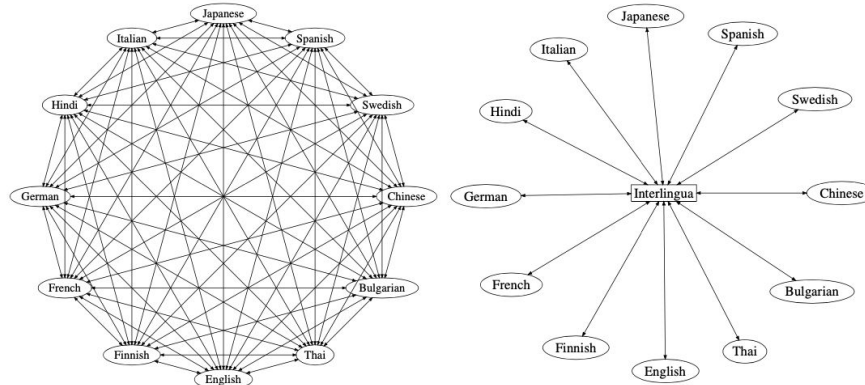 Japanese
Italian
Spanish
Hindi
Swedish
German
Chinese
French
Bulgarian
Finnish
Thai
English
Japanese
Spanish
Italian
Swedish
Hindi
German
Interlingua
Chinese
French
Bulgarian
Finnish
Thai
English